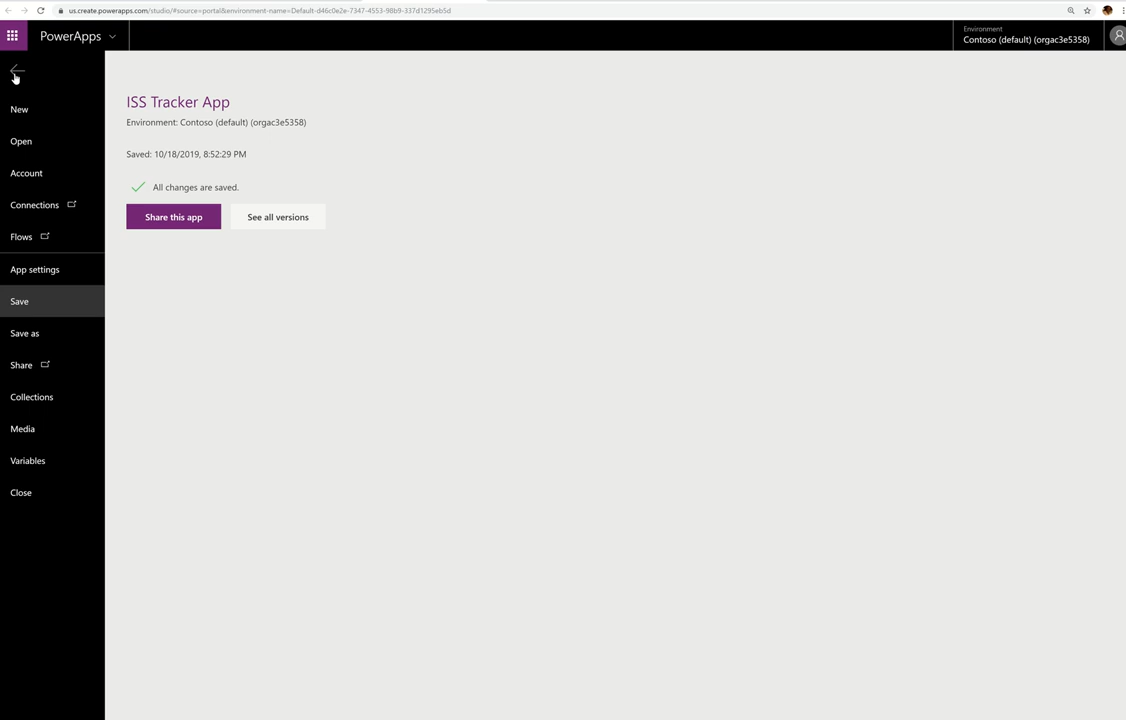 us.create.powerapps.com/studio/#source=portal&environment-name=Default-d46c0e2e-7347-4553-98b9-337d1295eb5d
PowerApps
Environment
Contoso (default) (orgac3e5358)
New
Open
Account
Connections
Flows
App settings
Save
Save as
Share
Collections
Media
Variables
Close
ISS Tracker App
Environment: Contoso (default) (orgac3e5358)
Saved: 10/18/2019, 8:52:29 PM
All changes are saved.
Share this app
See all versions